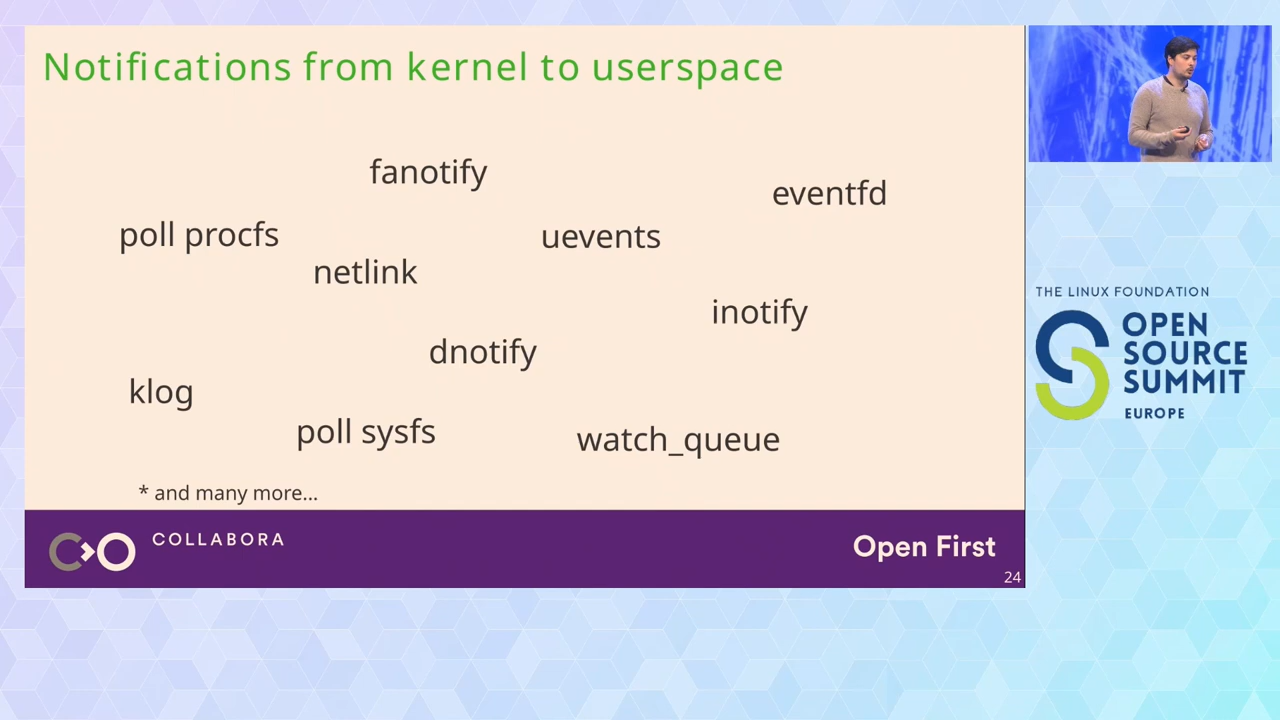 Notifications from kernel to userspace
fanotify
eventfd
poll procfs
uevents
netlink
inotify
dnotify
klog
poll sysfs
watch_queue
* and many more...
COLLABORA
Open First
24
THE LINUX FOUNDATION
OPEN
SOURCE
SUMMIT
EUROPE